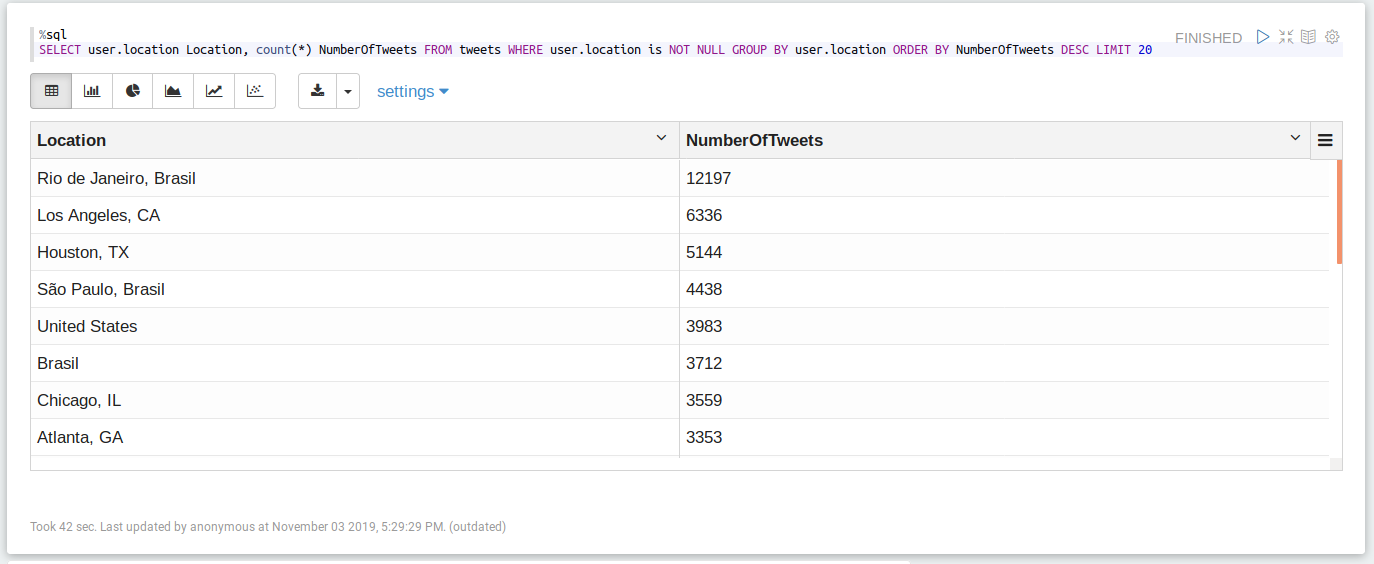 %sql
SELECT user.location Location, count(*) NumberOfTweets FROM tweets WHERE user.location is NOT NULL GROUP BY user.location ORDER BY NumberOfTweets DESC LIMIT 20
FINISHED
settings
Location NumberOfTweets
Rio de Janeiro, Brasil 12197
Los Angeles, CA 6336
Houston, TX 5144
São Paulo, Brasil 4438
United States 3983
Brasil 3712
Chicago, IL 3559
Atlanta, GA 3353
Took 42 sec. Last updated by anonymous at November 03 2019, 5:29:29 PM. (outdated)